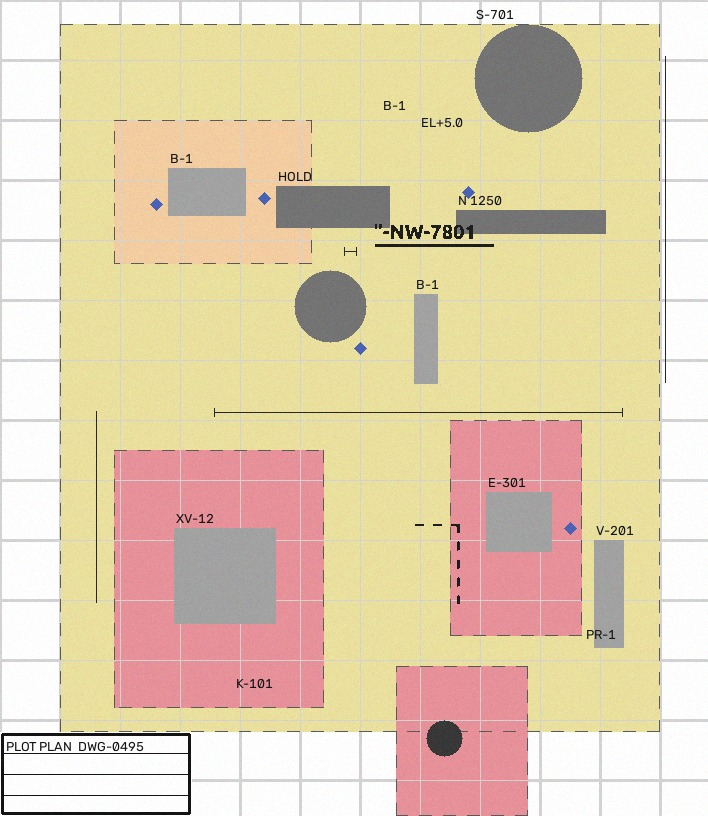 S-701
B-1
EL+5.0
B-1
HOLD
N 1250
"-NW-7801
B-1
E-301
XV-12
V-201
PR-1
K-101
PLOT PLAN DWG-0495